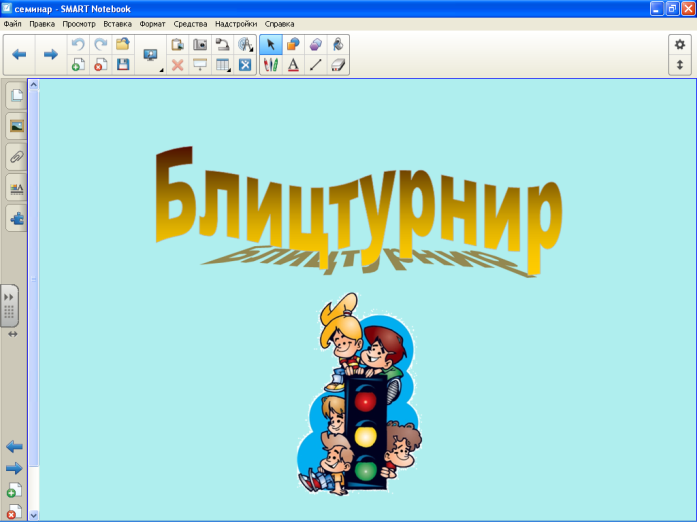 семинар - SMART Notebook
Файл Правка Просмотр Вставка Формат Средства Надстройки Справка
Блицтурнир